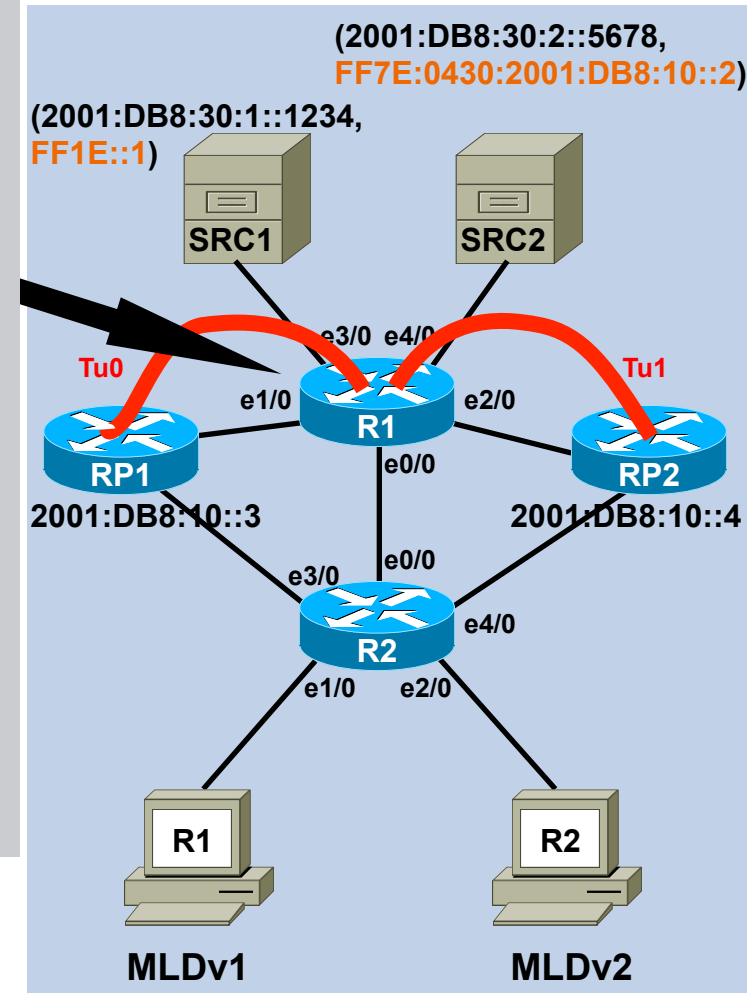 (2001:DB8:30:2::5678,
FF7E:0430:2001:DB8:10::2)
(2001:DB8:30:1::1234,
FF1E::1)
SRC1
SRC2
e3/0 e4/0
Tu0
Tu1
e1/0
e2/0
R1
e0/0
RP1
RP2
2001:DB8:10::3
2001:DB8:10::4
e3/0
e0/0
e4/0
R2
e1/0
e2/0
R1
R2
MLDv1
MLDv2